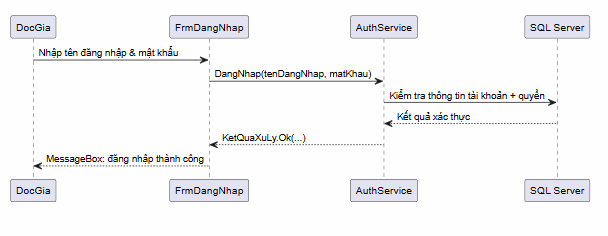 DocGia
FrmDangNhap
AuthService
SQL Server
Nhập tên đăng nhập & mật khẩu
DangNhap(tenDangNhap, matKhau)
Kiểm tra thông tin tài khoản + quyền
Kết quả xác thực
KetQuaXuLy.Ok(...)
MessageBox: đăng nhập thành công
DocGia
FrmDangNhap
AuthService
SQL Server